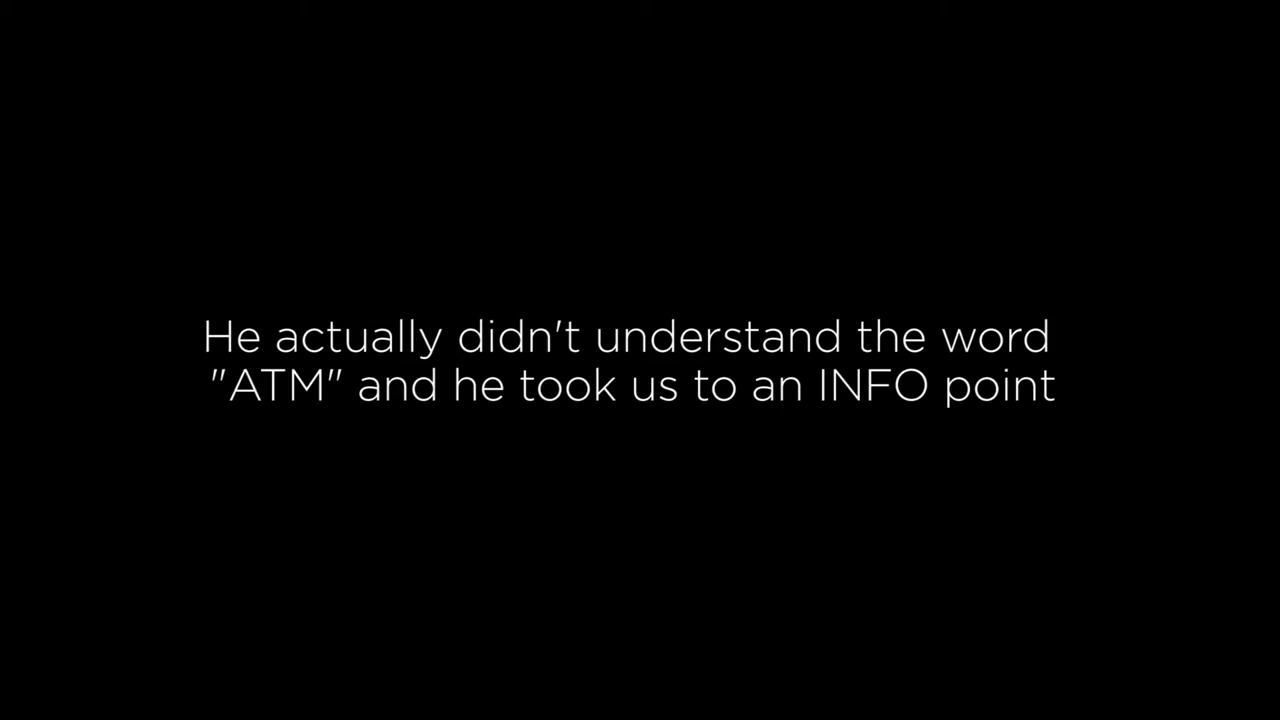 He actually didn't understand the word
"ATM" and he took us to an INFO point